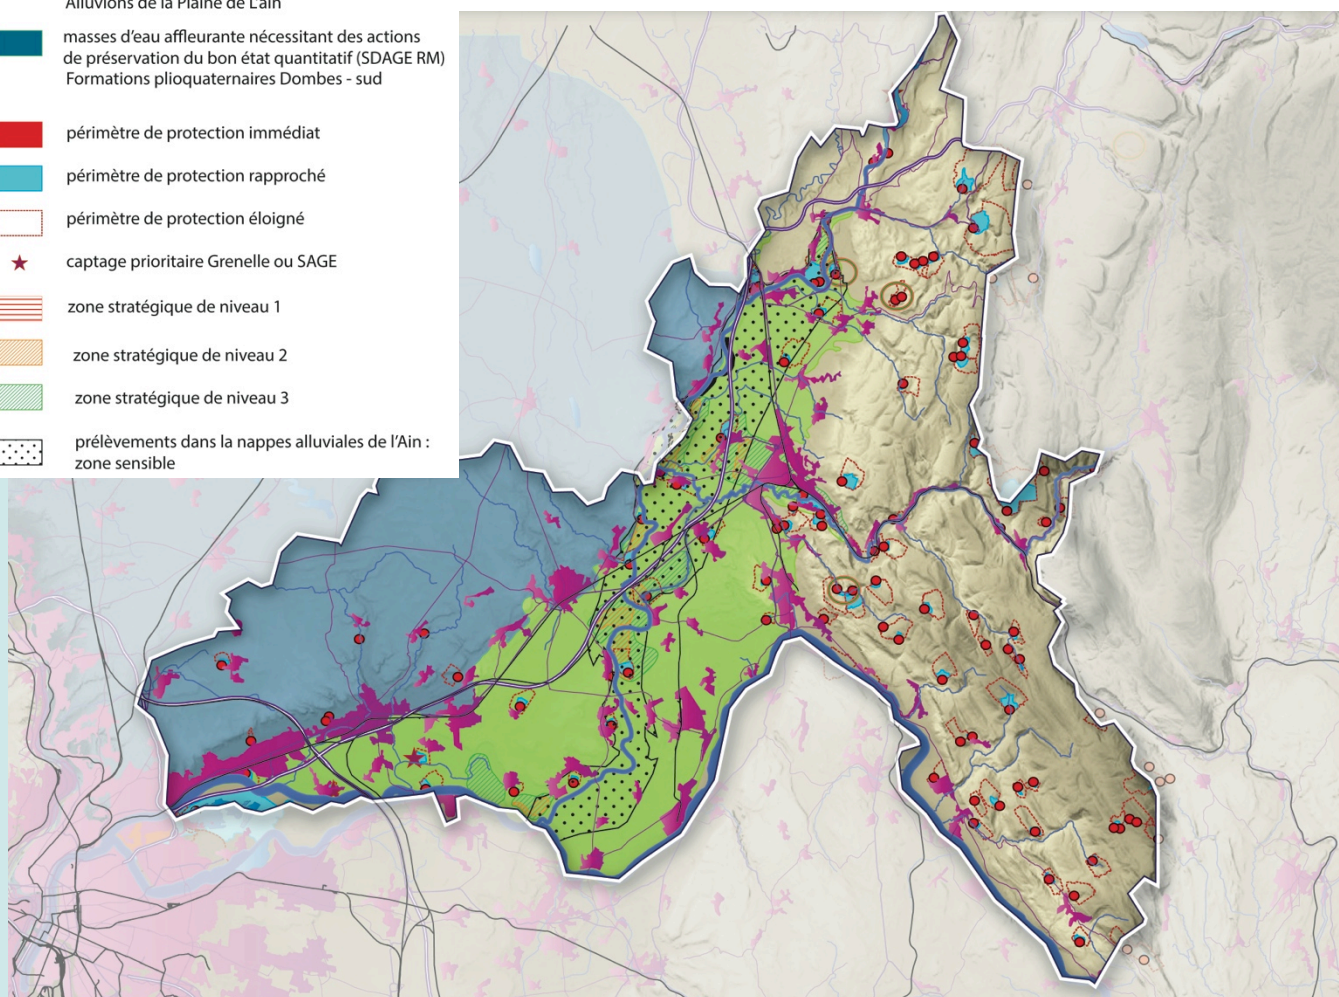 Alluvions de la Plaine de L'ain
masses d'eau affleurante nécessitant des actions
de préservation du bon état quantitatif (SDAGE RM)
Formations plioquaternaires Dombes - sud
périmètre de protection immédiat
périmètre de protection rapproché
périmètre de protection éloigné
captage prioritaire Grenelle ou SAGE
zone stratégique de niveau 1
zone stratégique de niveau 2
zone stratégique de niveau 3
prélèvements dans la nappes alluviales de l'Ain :
zone sensible